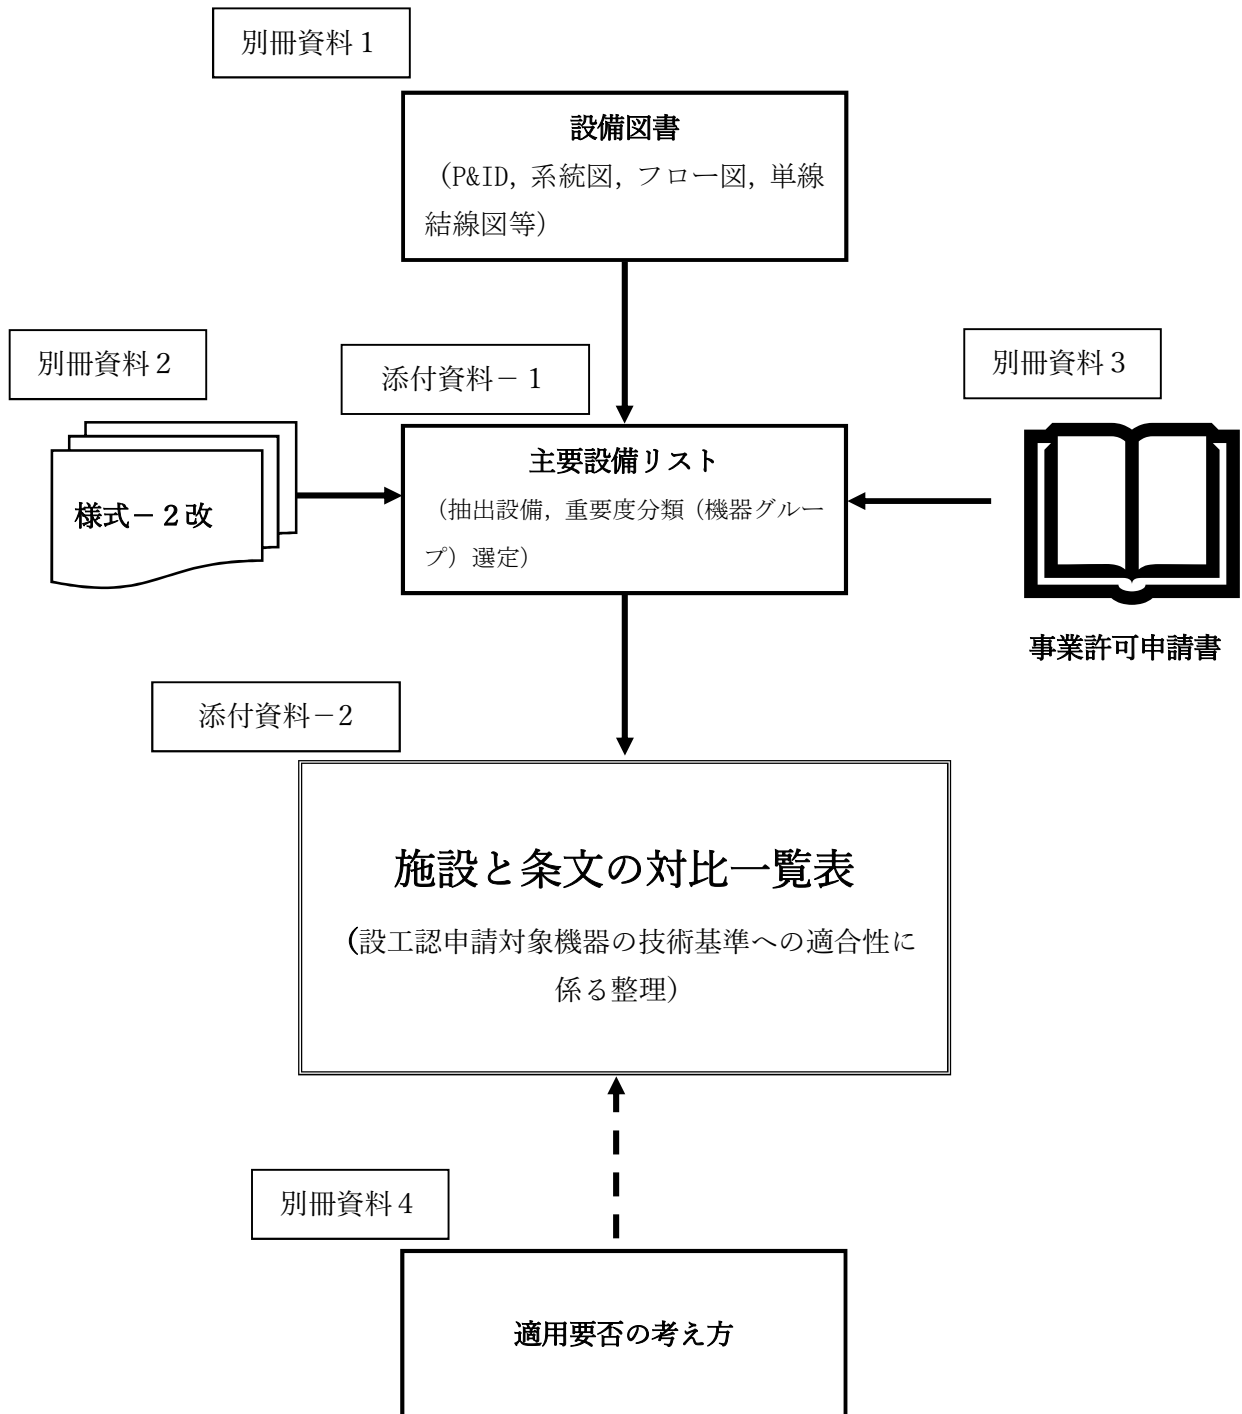 別冊資料1
設備図書
（P&ID, 系統図, フロー図, 単線
結線図等）
別冊資料2
添付資料－1
別冊資料3
様式－2改
主要設備リスト
（抽出設備, 重要度分類（機器グルー
プ）選定）
事業許可申請書
添付資料－2
施設と条文の対比一覧表
（設工認申請対象機器の技術基準への適合性に
係る整理）
別冊資料4
適用要否の考え方